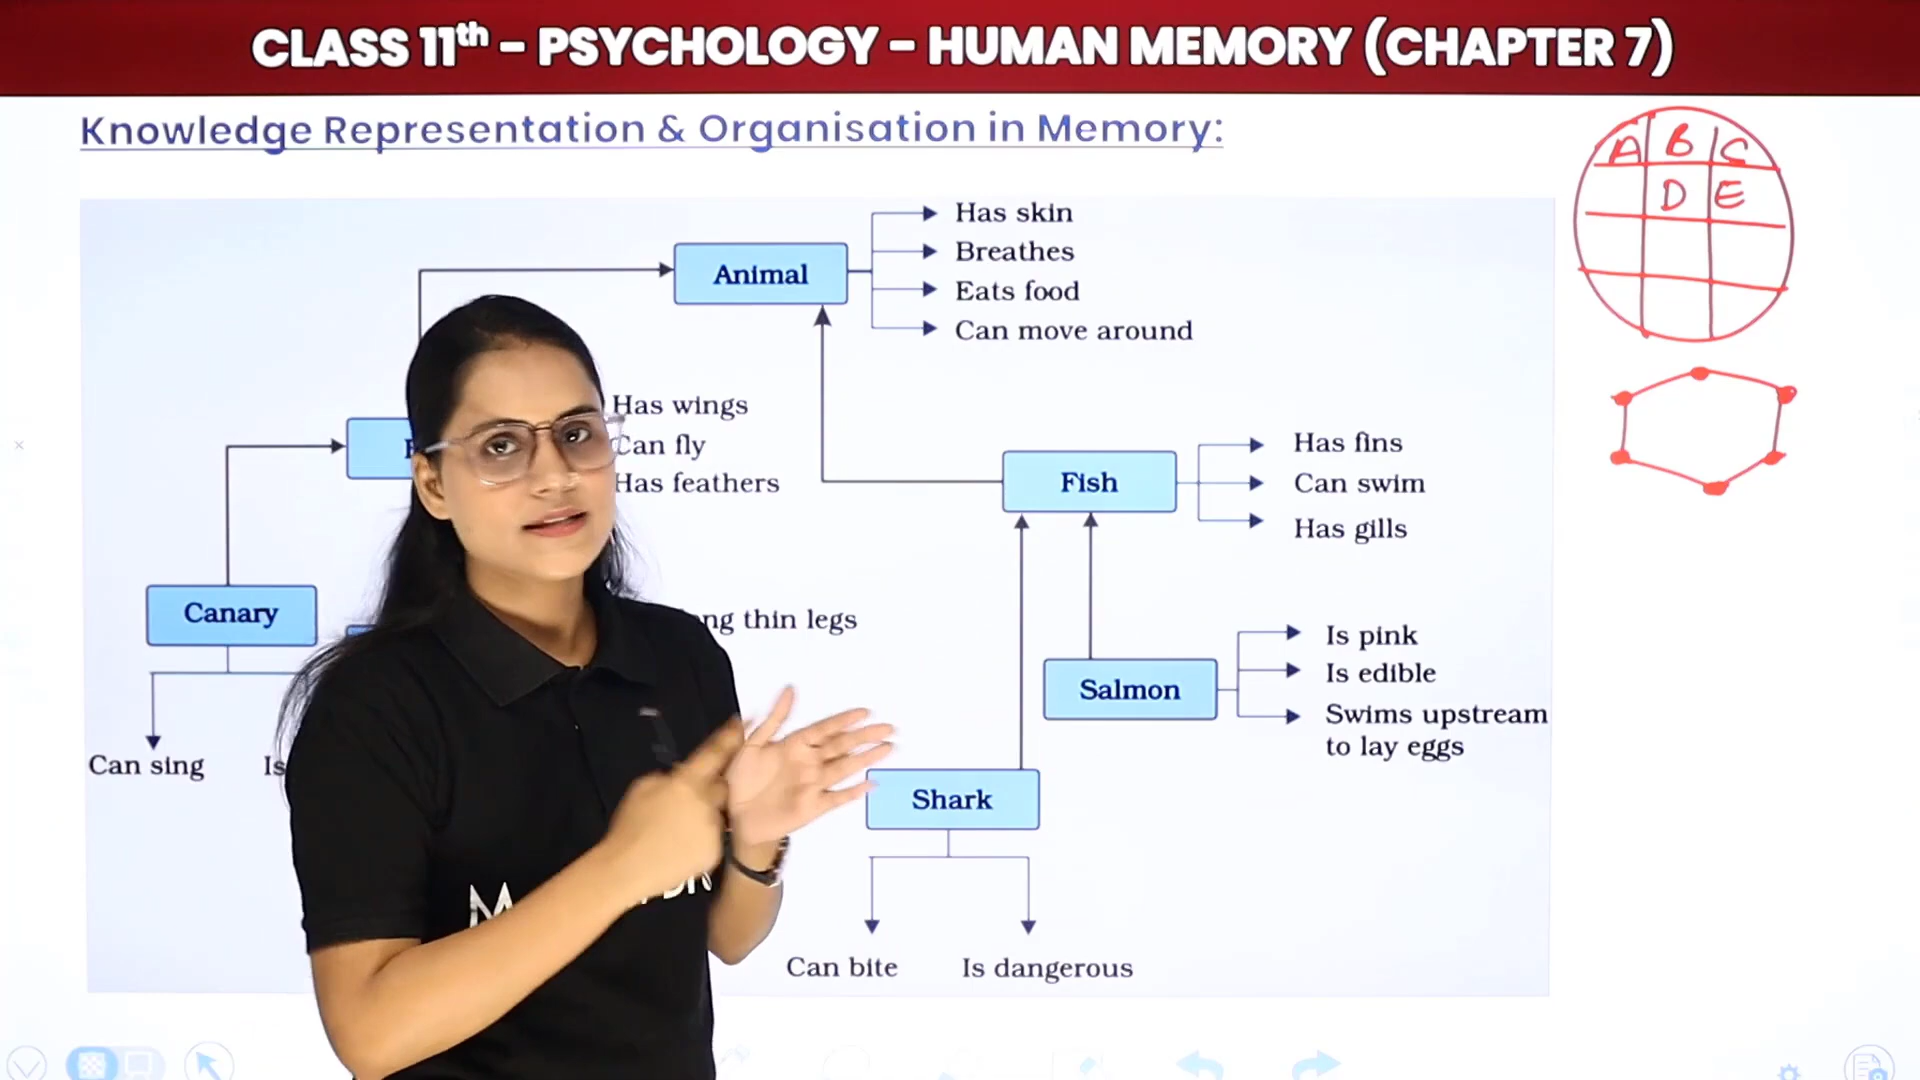 CLASS 11th - PSYCHOLOGY - HUMAN MEMORY (CHAPTER 7)
Knowledge Representation & Organisation in Memory:
A B C
D E
Animal
Has skin
Breathes
Eats food
Can move around
Has wings
Can fly
Has feathers
Fish
Has fins
Can swim
Has gills
Canary
thin legs
Can sing
Salmon
Is pink
Is edible
Swims upstream
to lay eggs
Shark
Can bite
Is dangerous